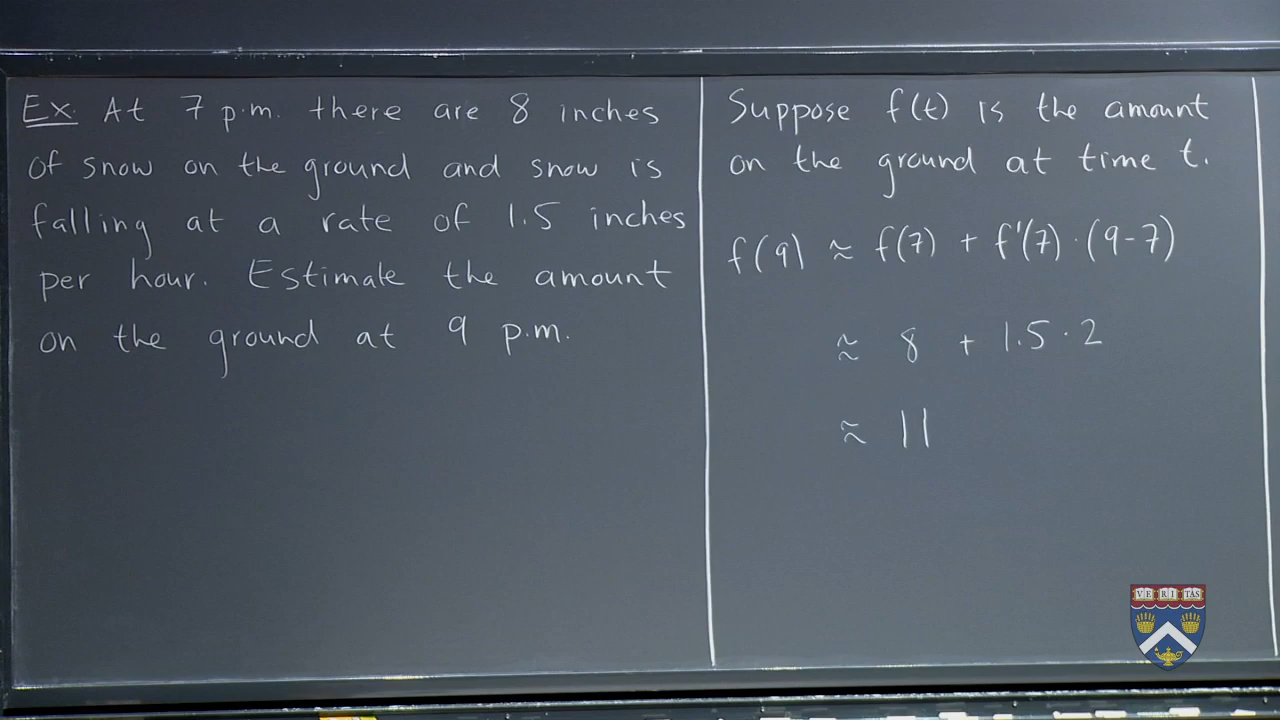 Ex. At 7 p.m. there are 8 inches
of snow on the ground and snow is
falling at a rate of 1.5 inches
per hour. Estimate the amount
on the ground at 9 p.m.
Suppose f(t) is the amount
on the ground at time t.
f(9) ≈ f(7) + f'(7) · (9-7)
≈ 8 + 1.5 · 2
≈ 11
VE RI TAS